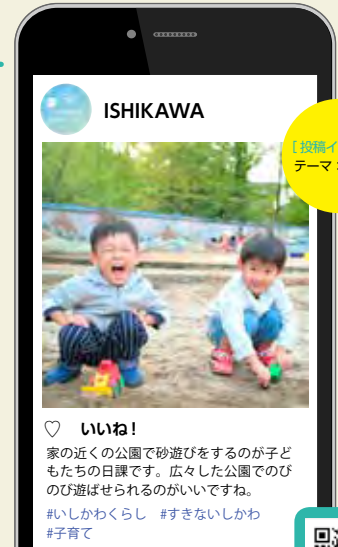 ISHIKAWA
[ 投稿イ
テーマ：
♡ いいね！
家の近くの公園で砂遊びをするのが子ど
もたちの日課です。広々した公園でのび
のび遊ばせられるのがいいですね。
#いしかわくらし #すきないしかわ
#子育て